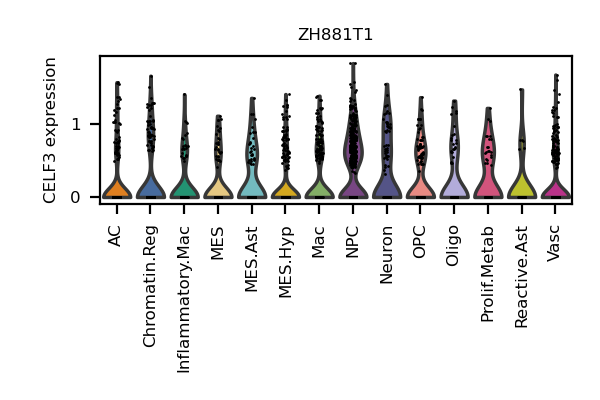 ZH881T1
CELF3 expression
1
0
AC
Chromatin.Reg
Inflammatory.Mac
MES
MES.Ast
MES.Hyp
Mac
NPC
Neuron
OPC
Oligo
Prolif.Metab
Reactive.Ast
Vasc